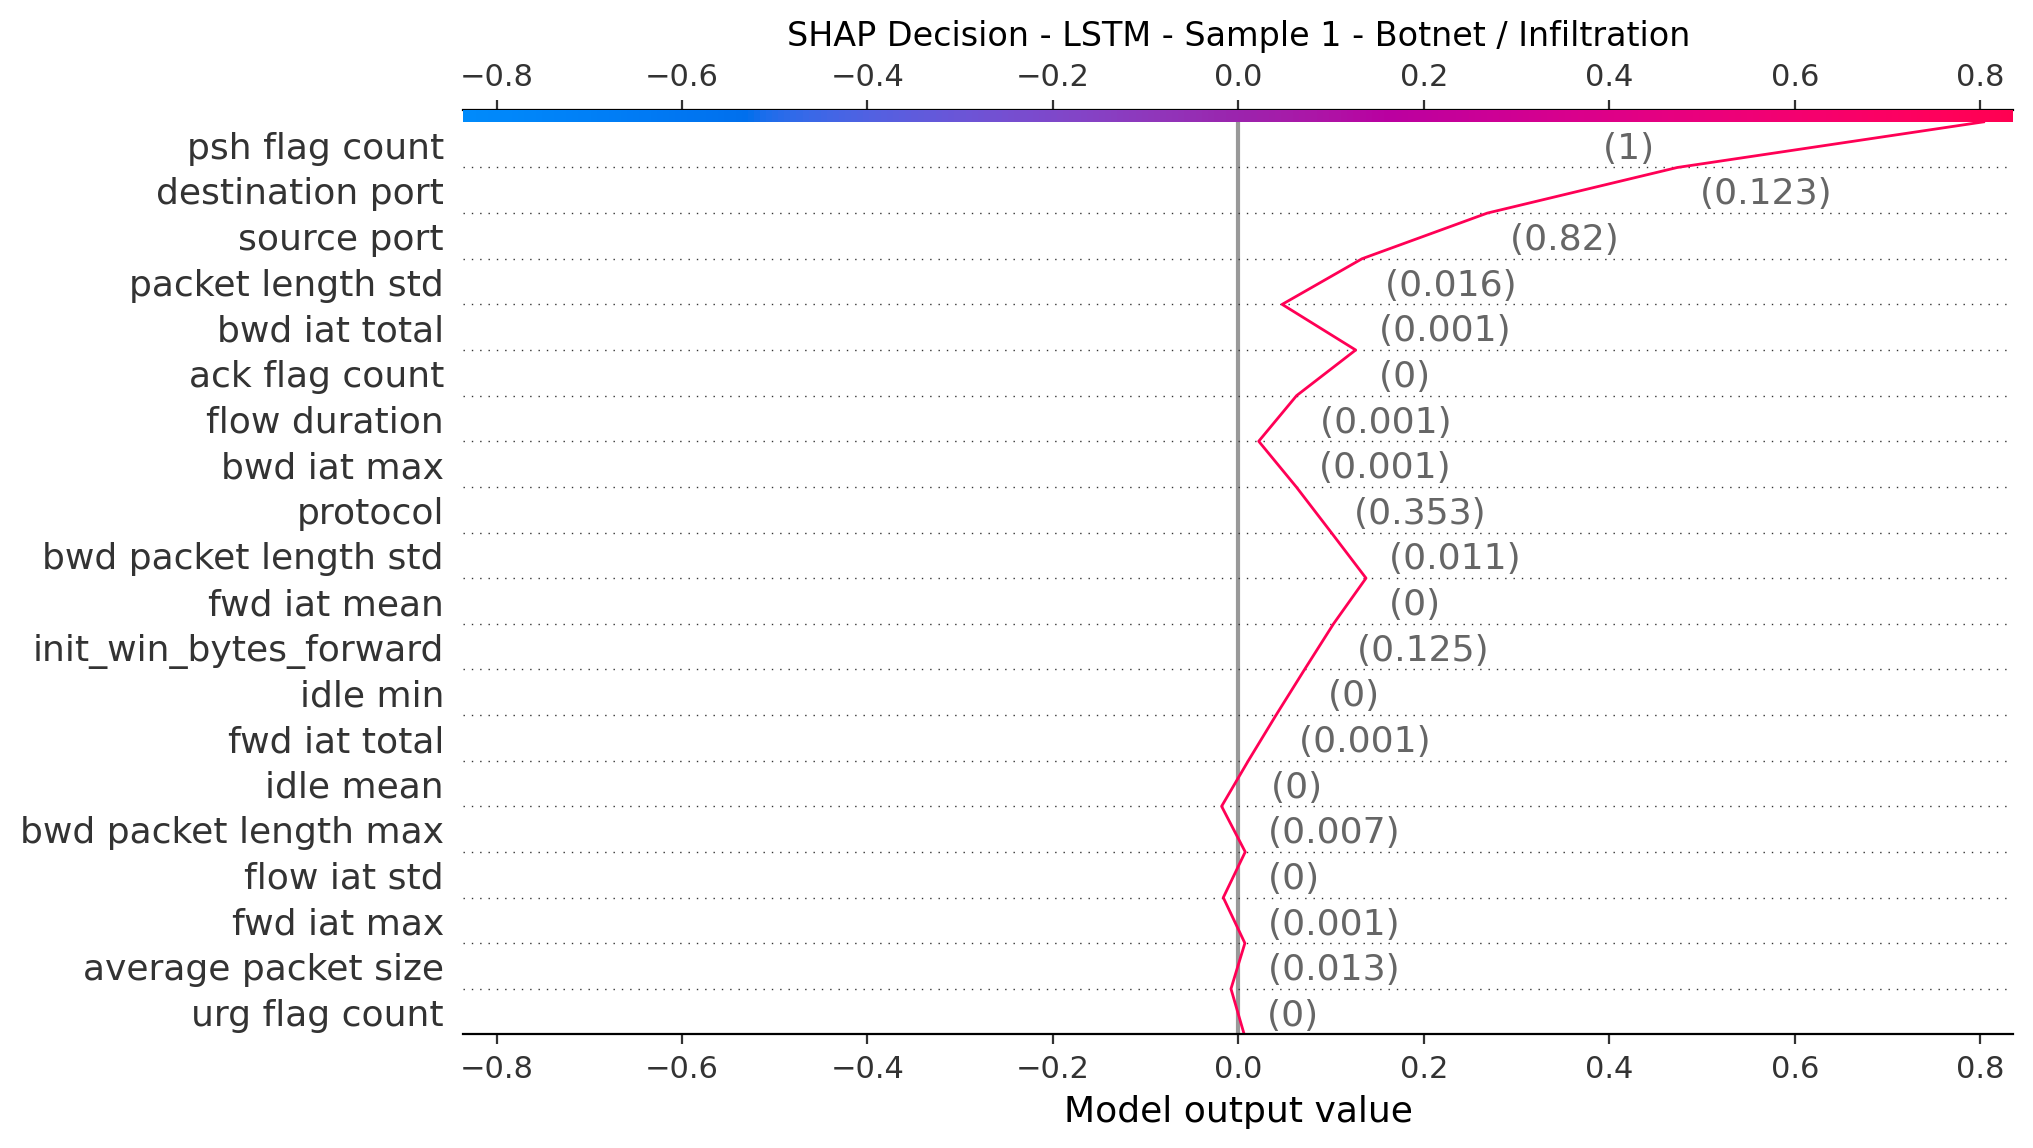 SHAP Decision - LSTM - Sample 1 - Botnet / Infiltration
−0.8 −0.6 −0.4 −0.2 0.0 0.2 0.4 0.6 0.8
psh flag count (1)
destination port (0.123)
source port (0.82)
packet length std (0.016)
bwd iat total (0.001)
ack flag count (0)
flow duration (0.001)
bwd iat max (0.001)
protocol (0.353)
bwd packet length std (0.011)
fwd iat mean (0)
init_win_bytes_forward (0.125)
idle min (0)
fwd iat total (0.001)
idle mean (0)
bwd packet length max (0.007)
flow iat std (0)
fwd iat max (0.001)
average packet size (0.013)
urg flag count (0)
−0.8 −0.6 −0.4 −0.2 0.0 0.2 0.4 0.6 0.8
Model output value